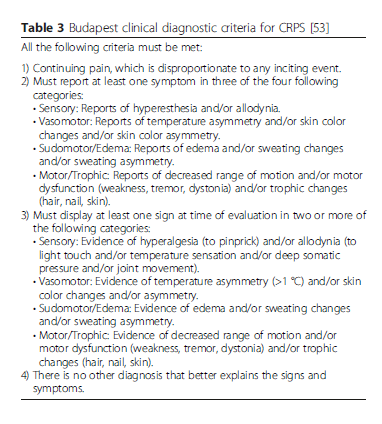 Table 3 Budapest clinical diagnostic criteria for CRPS [53]
All the following criteria must be met:
1) Continuing pain, which is disproportionate to any inciting event.
2) Must report at least one symptom in three of the four following
categories:
• Sensory: Reports of hyperesthesia and/or allodynia.
• Vasomotor: Reports of temperature asymmetry and/or skin color
changes and/or skin color asymmetry.
• Sudomotor/Edema: Reports of edema and/or sweating changes
and/or sweating asymmetry.
• Motor/Trophic: Reports of decreased range of motion and/or motor
dysfunction (weakness, tremor, dystonia) and/or trophic changes
(hair, nail, skin).
3) Must display at least one sign at time of evaluation in two or more of
the following categories:
• Sensory: Evidence of hyperalgesia (to pinprick) and/or allodynia (to
light touch and/or temperature sensation and/or deep somatic
pressure and/or joint movement).
• Vasomotor: Evidence of temperature asymmetry (>1 °C) and/or skin
color changes and/or asymmetry.
• Sudomotor/Edema: Evidence of edema and/or sweating changes
and/or sweating asymmetry.
• Motor/Trophic: Evidence of decreased range of motion and/or
motor dysfunction (weakness, tremor, dystonia) and/or trophic
changes (hair, nail, skin).
4) There is no other diagnosis that better explains the signs and
symptoms.